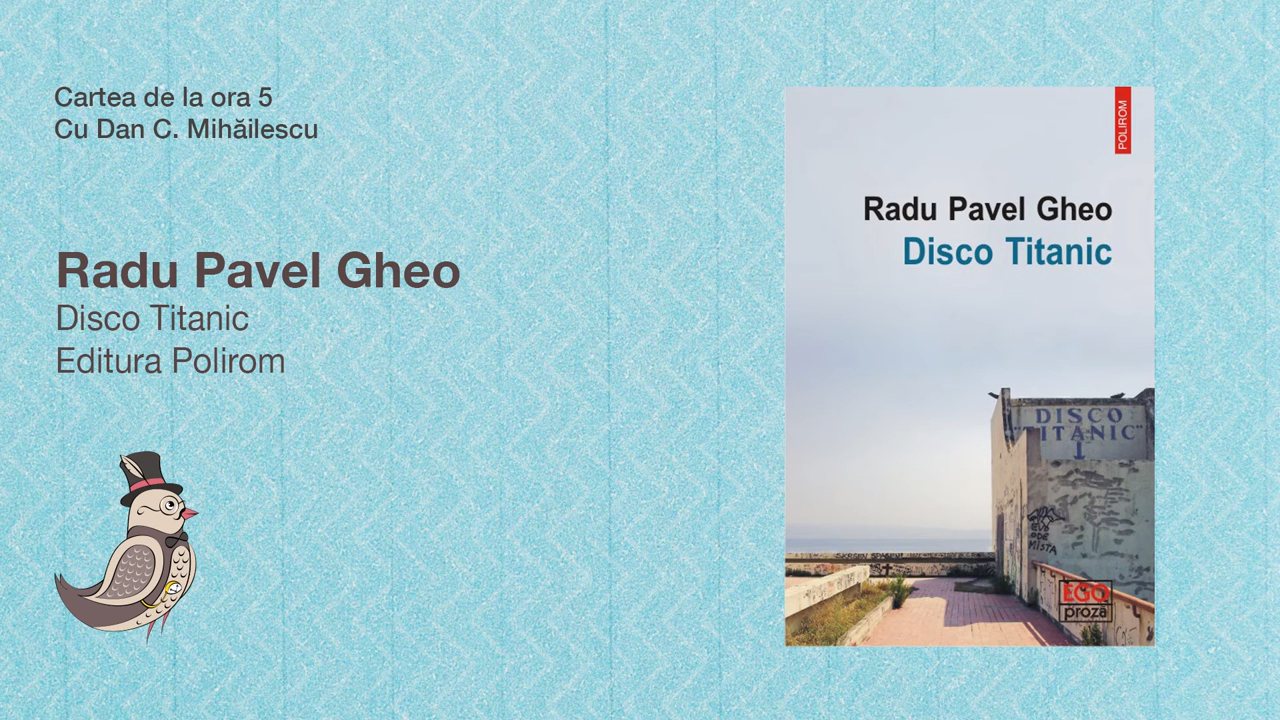 Cartea de la ora 5
Cu Dan C. Mihăilescu
Radu Pavel Gheo
Disco Titanic
Editura Polirom
POLIROM
Radu Pavel Gheo
Disco Titanic
DISCO
"TITANIC"
MISTA
EGO
proză